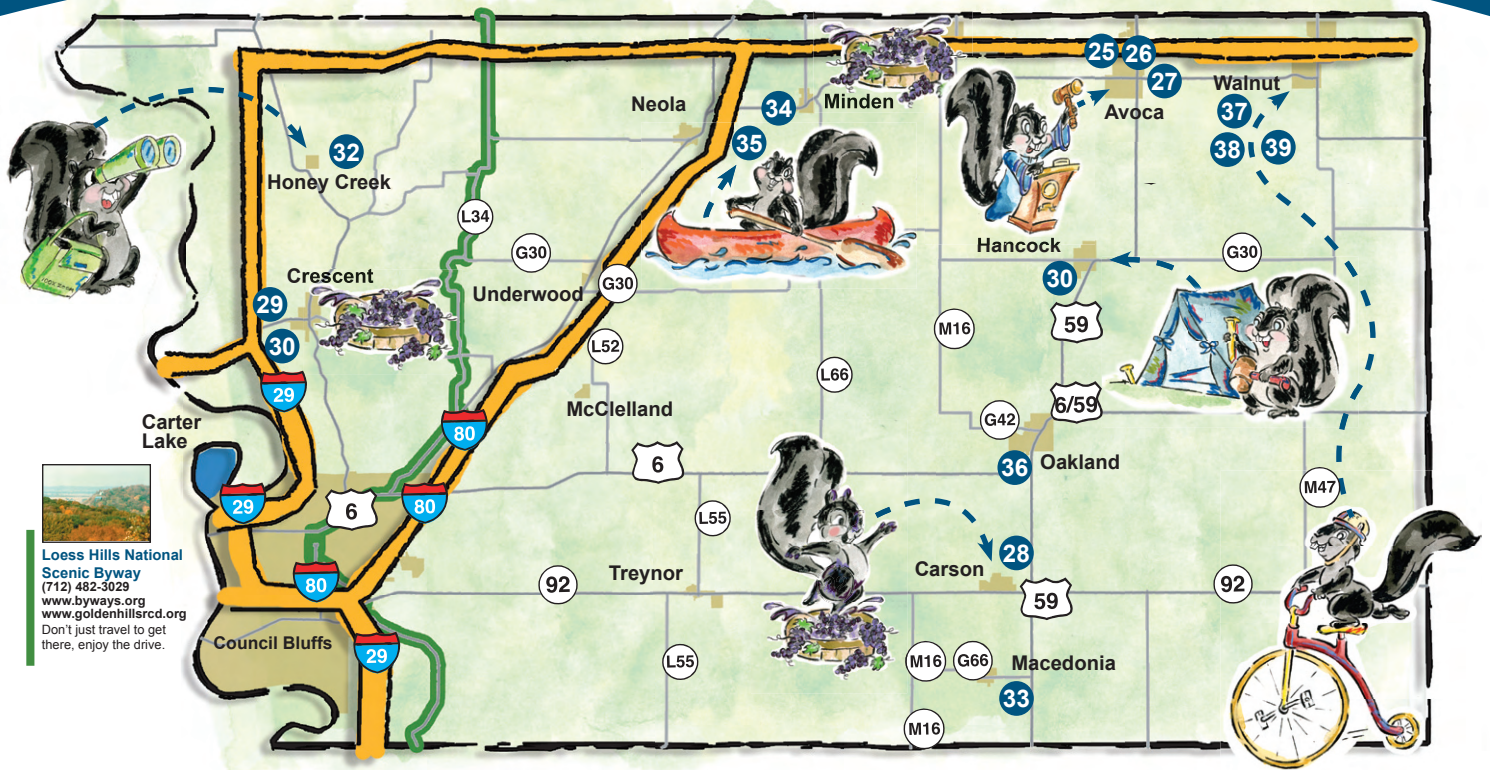 25
26
27
Walnut
Neola
34
Minden
Avoca
37
35
32
38
39
Honey Creek
L34
Hancock
G30
G30
Crescent
Underwood
G30
30
29
M16
59
30
L52
29
L66
6/59
McClelland
Carter
Lake
G42
80
6
36
Oakland
29
6
80
L55
M47
Loess Hills National
Scenic Byway
(712) 482-3029
www.byways.org
www.goldenhillsrcd.org
Don't just travel to get
there, enjoy the drive.
28
Treynor
Carson
80
92
59
92
Council Bluffs
29
L55
M16
G66
Macedonia
33
M16